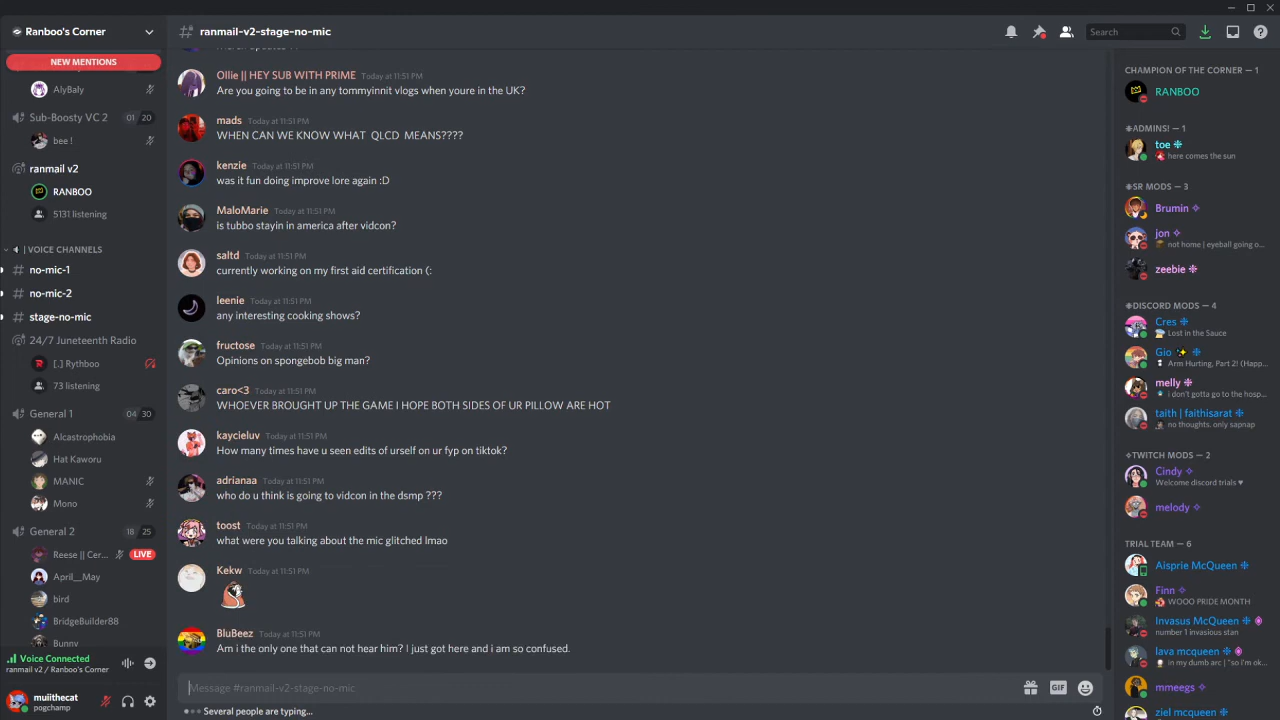 Ranboo's Corner
NEW MENTIONS
AlyBaly
Sub-Boosty VC 2 01 20
bee !
ranmail v2
RANBOO
5131 listening
| VOICE CHANNELS
no-mic-1
no-mic-2
stage-no-mic
24/7 Juneteenth Radio
[.] Rythboo
73 listening
General 1 04 30
Alcastrophobia
Hat Kaworu
MANIC
Mono
General 2 18 25
Reese || Cer... LIVE
April__May
bird
BridgeBuilder88
Bunny
Voice Connected
ranmail v2 / Ranboo's Corner
muiithecat
pogchamp
ranmail-v2-stage-no-mic
Search
Ollie || HEY SUB WITH PRIME Today at 11:51 PM
Are you going to be in any tommyinnit vlogs when youre in the UK?
mads Today at 11:51 PM
WHEN CAN WE KNOW WHAT QLCD MEANS????
kenzie Today at 11:51 PM
was it fun doing improve lore again :D
MaloMarie Today at 11:51 PM
is tubbo stayin in america after vidcon?
saltd Today at 11:51 PM
currently working on my first aid certification (:
leenie Today at 11:51 PM
any interesting cooking shows?
fructose Today at 11:51 PM
Opinions on spongebob big man?
caro<3 Today at 11:51 PM
WHOEVER BROUGHT UP THE GAME I HOPE BOTH SIDES OF UR PILLOW ARE HOT
kaycieluv Today at 11:51 PM
How many times have u seen edits of urself on ur fyp on tiktok?
adrianaa Today at 11:51 PM
who do u think is going to vidcon in the dsmp ???
toost Today at 11:51 PM
what were you talking about the mic glitched lmao
Kekw Today at 11:51 PM
BluBeez Today at 11:51 PM
Am i the only one that can not hear him? I just got here and i am so confused.
Message #ranmail-v2-stage-no-mic
GIF
Several people are typing...
CHAMPION OF THE CORNER — 1
RANBOO
ADMINS! — 1
toe
here comes the sun
SR MODS — 3
Brumin
jon
not home | eyeball going o...
zeebie
DISCORD MODS — 4
Cres
Lost in the Sauce
Gio
Arm Hurting, Part 2! (Happ...
melly
i don't gotta go to the hosp...
taith | faithisarat
no thoughts. only sapnap
TWITCH MODS — 2
Cindy
Welcome discord trials ♥
melody
TRIAL TEAM — 6
Aisprie McQueen
Finn
WOOO PRIDE MONTH
Invasus McQueen
number 1 invasious stan
lava mcqueen
in my dumb arc | "so i'm ok...
mmeegs
ziel mcqueen